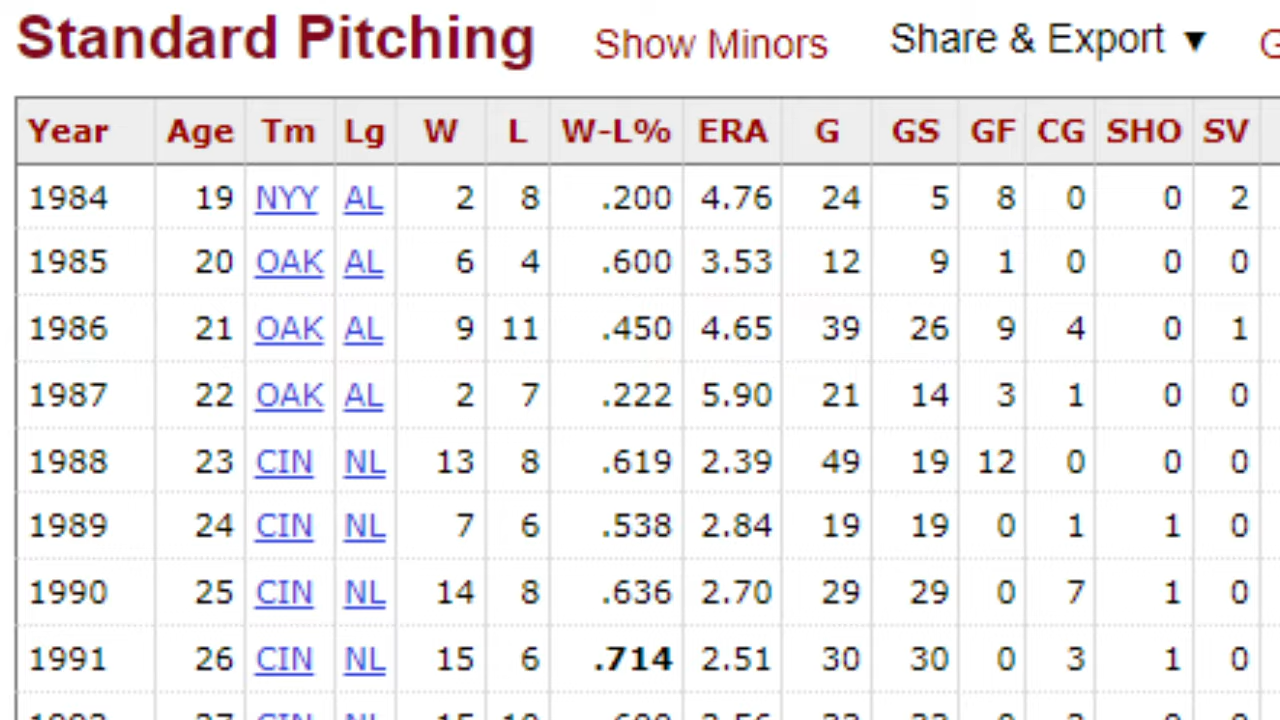 Standard Pitching Show Minors Share & Export ▼
Year Age Tm Lg W L W-L% ERA G GS GF CG SHO SV
1984 19 NYY AL 2 8 .200 4.76 24 5 8 0 0 2
1985 20 OAK AL 6 4 .600 3.53 12 9 1 0 0 0
1986 21 OAK AL 9 11 .450 4.65 39 26 9 4 0 1
1987 22 OAK AL 2 7 .222 5.90 21 14 3 1 0 0
1988 23 CIN NL 13 8 .619 2.39 49 19 12 0 0 0
1989 24 CIN NL 7 6 .538 2.84 19 19 0 1 1 0
1990 25 CIN NL 14 8 .636 2.70 29 29 0 7 1 0
1991 26 CIN NL 15 6 .714 2.51 30 30 0 3 1 0